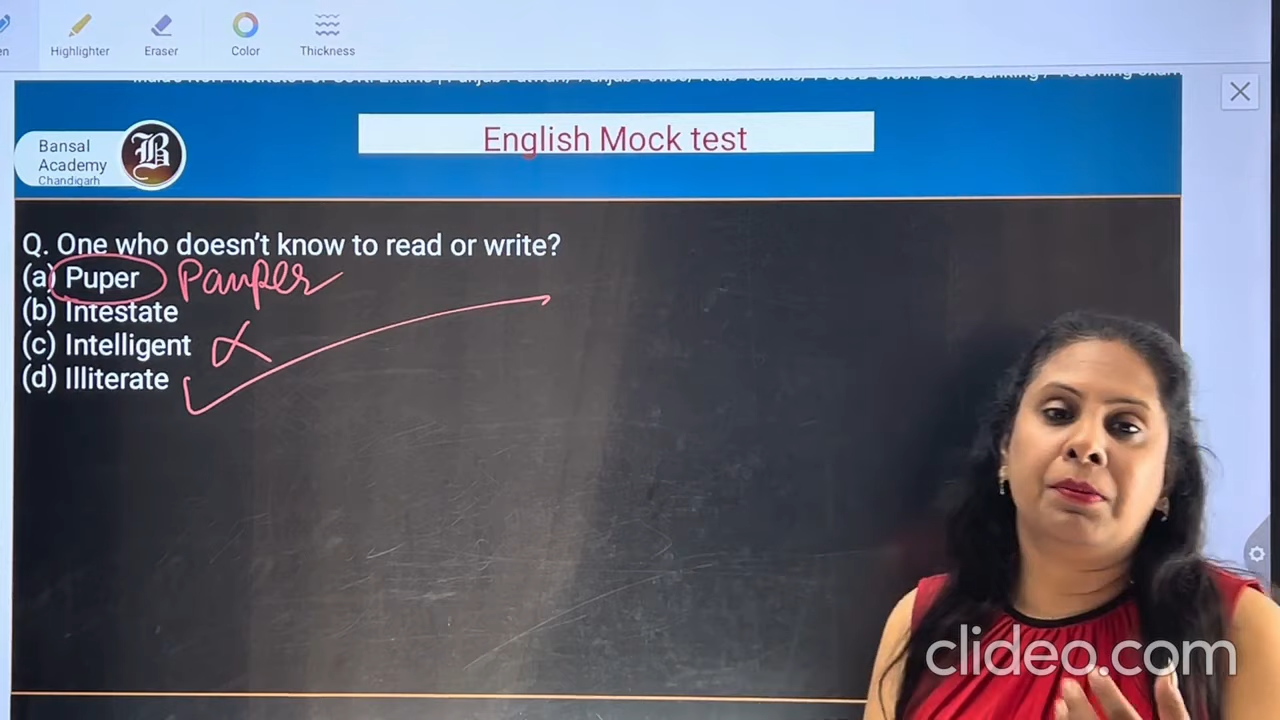 Highlighter Eraser Color Thickness
English Mock test
Bansal
Academy
Chandigarh
B
Q. One who doesn't know to read or write?
(a) Puper Pauper
(b) Intestate
(c) Intelligent
(d) Illiterate
clideo.com